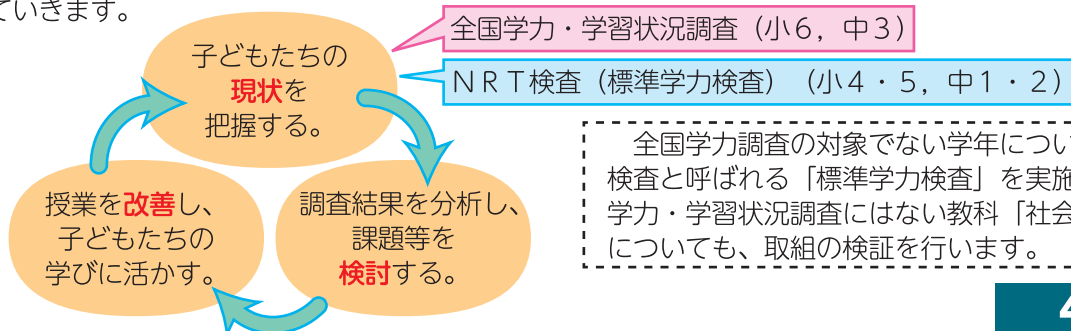 ていきます。
子どもたちの
現状を
把握する。
全国学力・学習状況調査（小６，中３）
ＮＲＴ検査（標準学力検査）（小４・５，中１・２）
全国学力調査の対象でない学年につい
検査と呼ばれる「標準学力検査」を実施
学力・学習状況調査にはない教科「社会
についても、取組の検証を行います。
授業を改善し、
子どもたちの
学びに活かす。
調査結果を分析し、
課題等を
検討する。